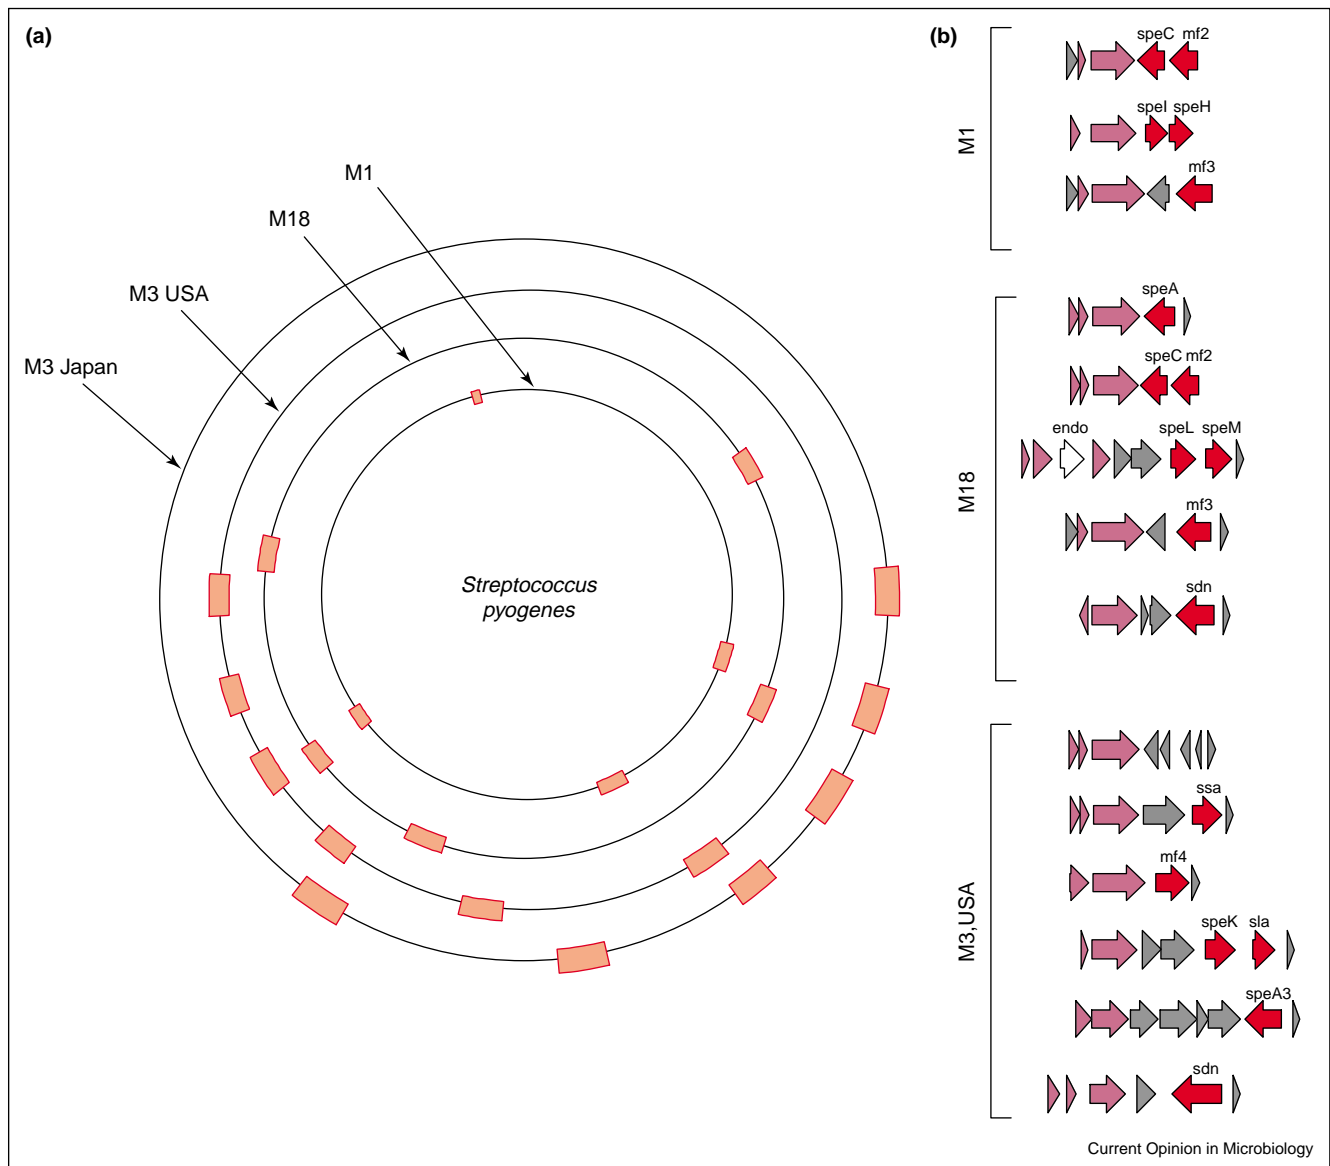 (a)
M1
M18
M3 USA
M3 Japan
Streptococcus
pyogenes
(b)
M1
speC mf2
speI speH
mf3
M18
speA
speC mf2
endo speL speM
mf3
sdn
M3,USA
ssa
mf4
speK sla
speA3
sdn
Current Opinion in Microbiology